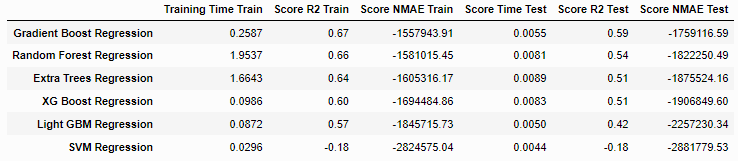 Training Time Train Score R2 Train Score NMAE Train Score Time Test Score R2 Test Score NMAE Test
Gradient Boost Regression 0.2587 0.67 -1557943.91 0.0055 0.59 -1759116.59
Random Forest Regression 1.9537 0.66 -1581015.45 0.0081 0.54 -1822250.49
Extra Trees Regression 1.6643 0.64 -1605316.17 0.0089 0.51 -1875524.16
XG Boost Regression 0.0986 0.60 -1694484.86 0.0083 0.51 -1906849.60
Light GBM Regression 0.0872 0.57 -1845715.73 0.0050 0.42 -2257230.34
SVM Regression 0.0296 -0.18 -2824575.04 0.0044 -0.18 -2881779.53